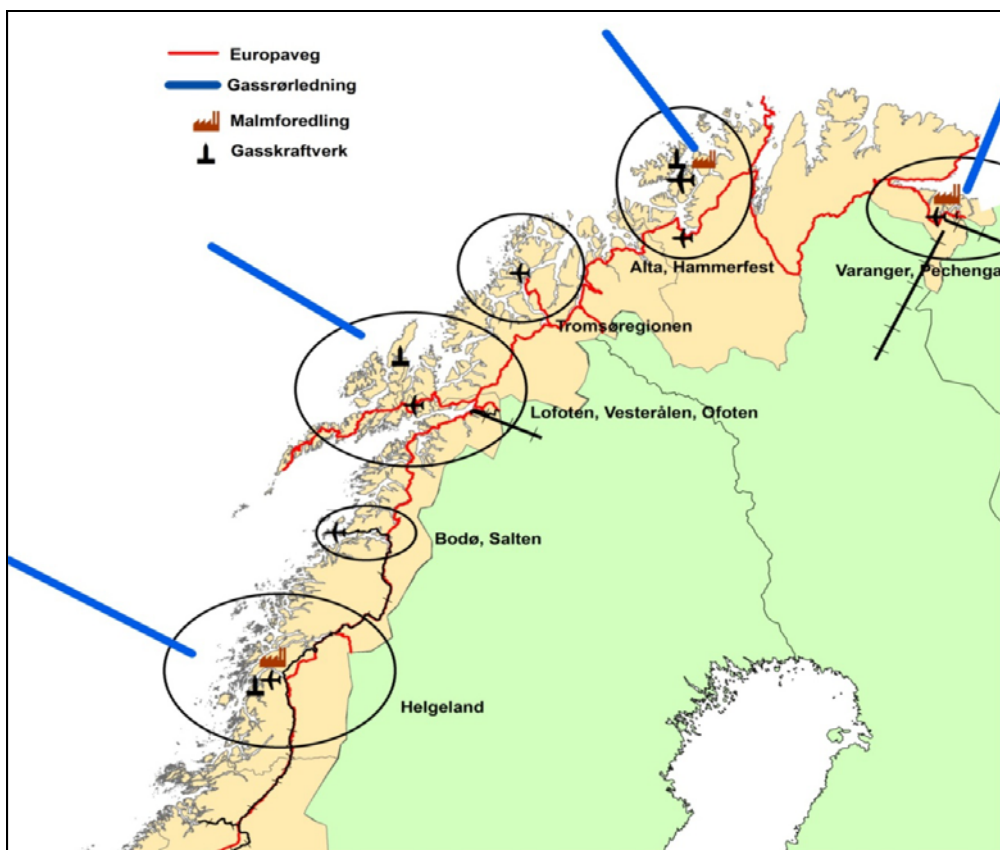 Europaveg
Gassrørledning
Malmforedling
Gasskraftverk
Alta, Hammerfest
Varanger, Pechenga
Tromsøregionen
Lofoten, Vesterålen, Ofoten
Bodø, Salten
Helgeland